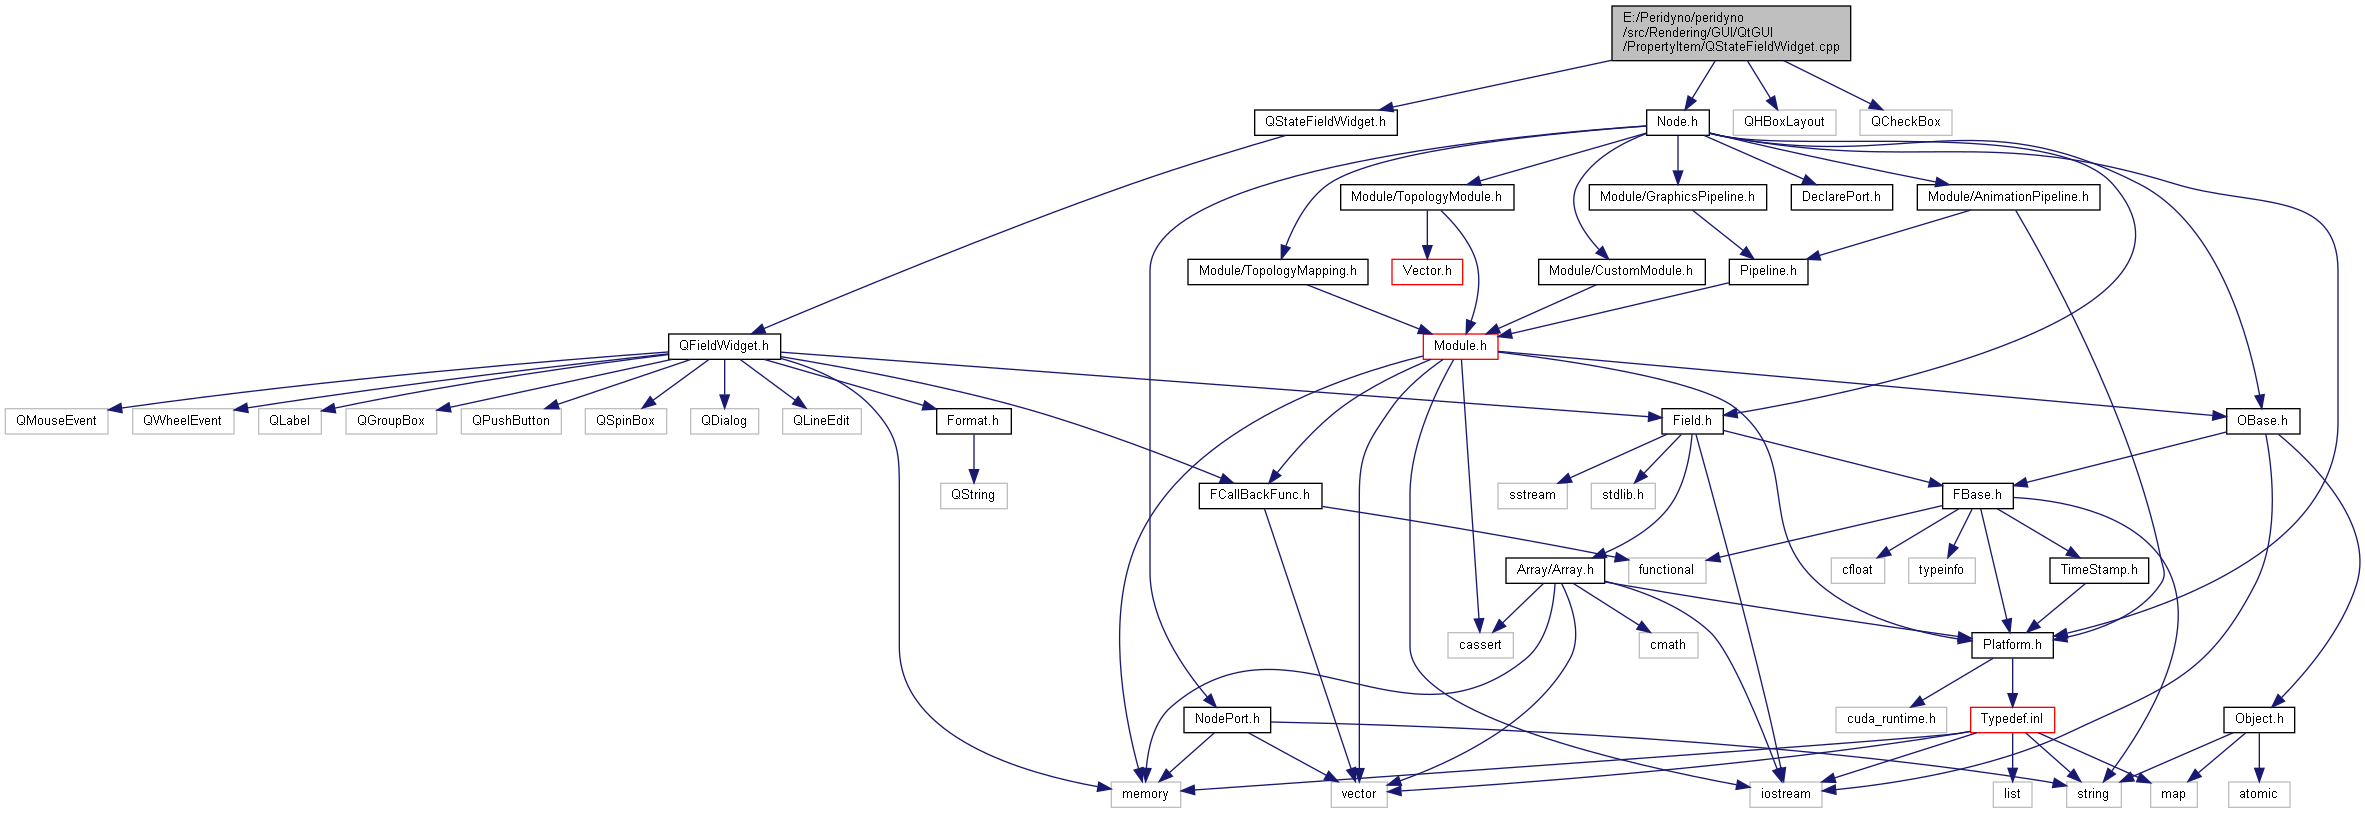 E:/Peridyno/peridyno
/src/Rendering/GUI/QtGUI
/PropertyItem/QStateFieldWidget.cpp
QStateFieldWidget.h
Node.h
QHBoxLayout
QCheckBox
Module/TopologyModule.h
Module/GraphicsPipeline.h
DeclarePort.h
Module/AnimationPipeline.h
Module/TopologyMapping.h
Vector.h
Module/CustomModule.h
Pipeline.h
QFieldWidget.h
Module.h
QMouseEvent
QWheelEvent
QLabel
QGroupBox
QPushButton
QSpinBox
QDialog
QLineEdit
Format.h
Field.h
OBase.h
QString
FCallBackFunc.h
sstream
stdlib.h
FBase.h
Array/Array.h
functional
cfloat
typeinfo
TimeStamp.h
cassert
cmath
Platform.h
NodePort.h
cuda_runtime.h
Typedef.inl
Object.h
memory
vector
iostream
list
string
map
atomic